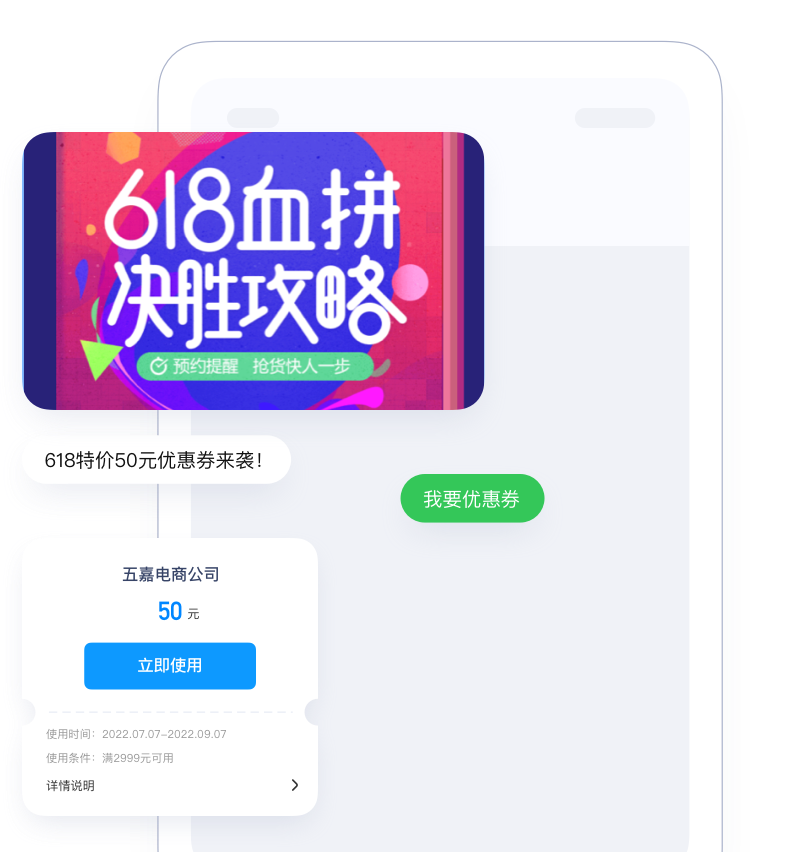 618血拼
决胜攻略
预约提醒 抢货快人一步
618特价50元优惠券来袭!
我要优惠券
五嘉电商公司
50 元
立即使用
使用时间：2022.07.07-2022.09.07
使用条件：满2999元可用
详情说明